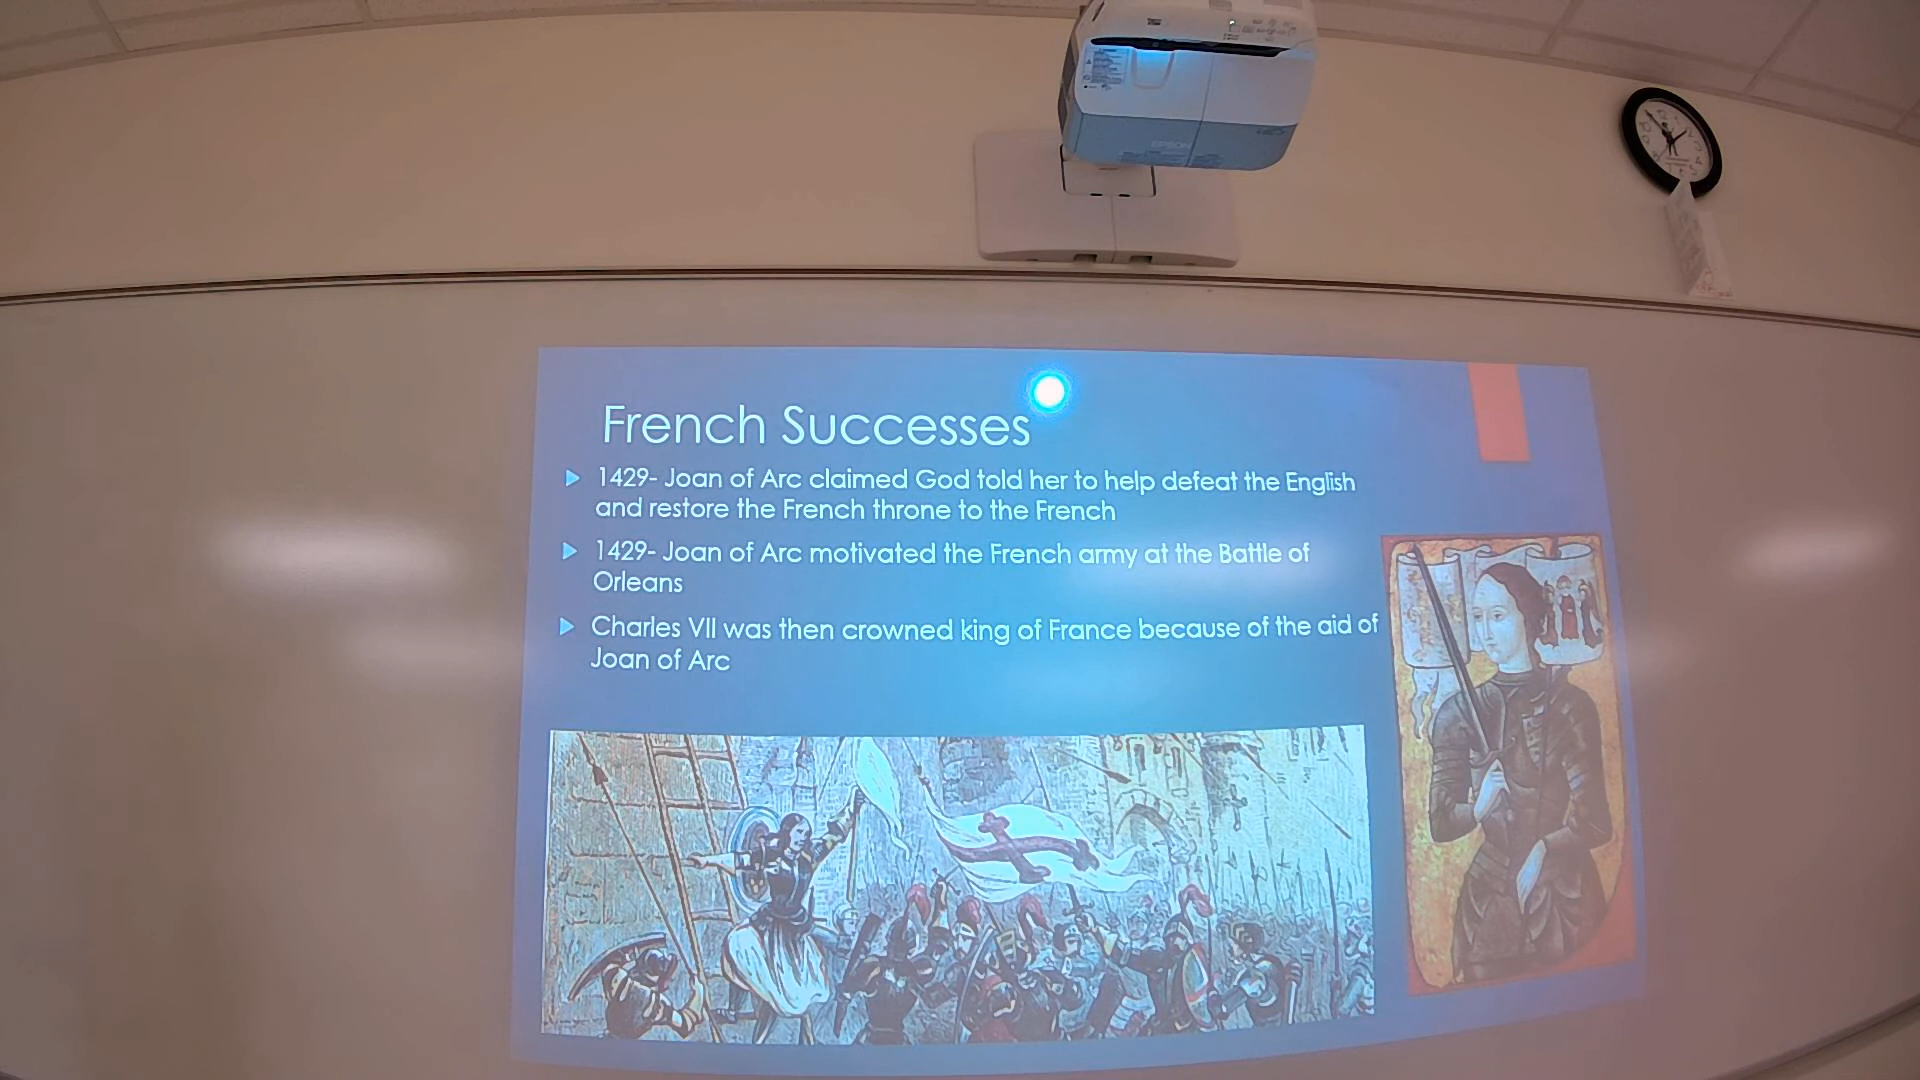 EPSON
French Successes
1429- Joan of Arc claimed God told her to help defeat the English
and restore the French throne to the French
1429- Joan of Arc motivated the French army at the Battle of
Orleans
Charles VII was then crowned king of France because of the aid of
Joan of Arc